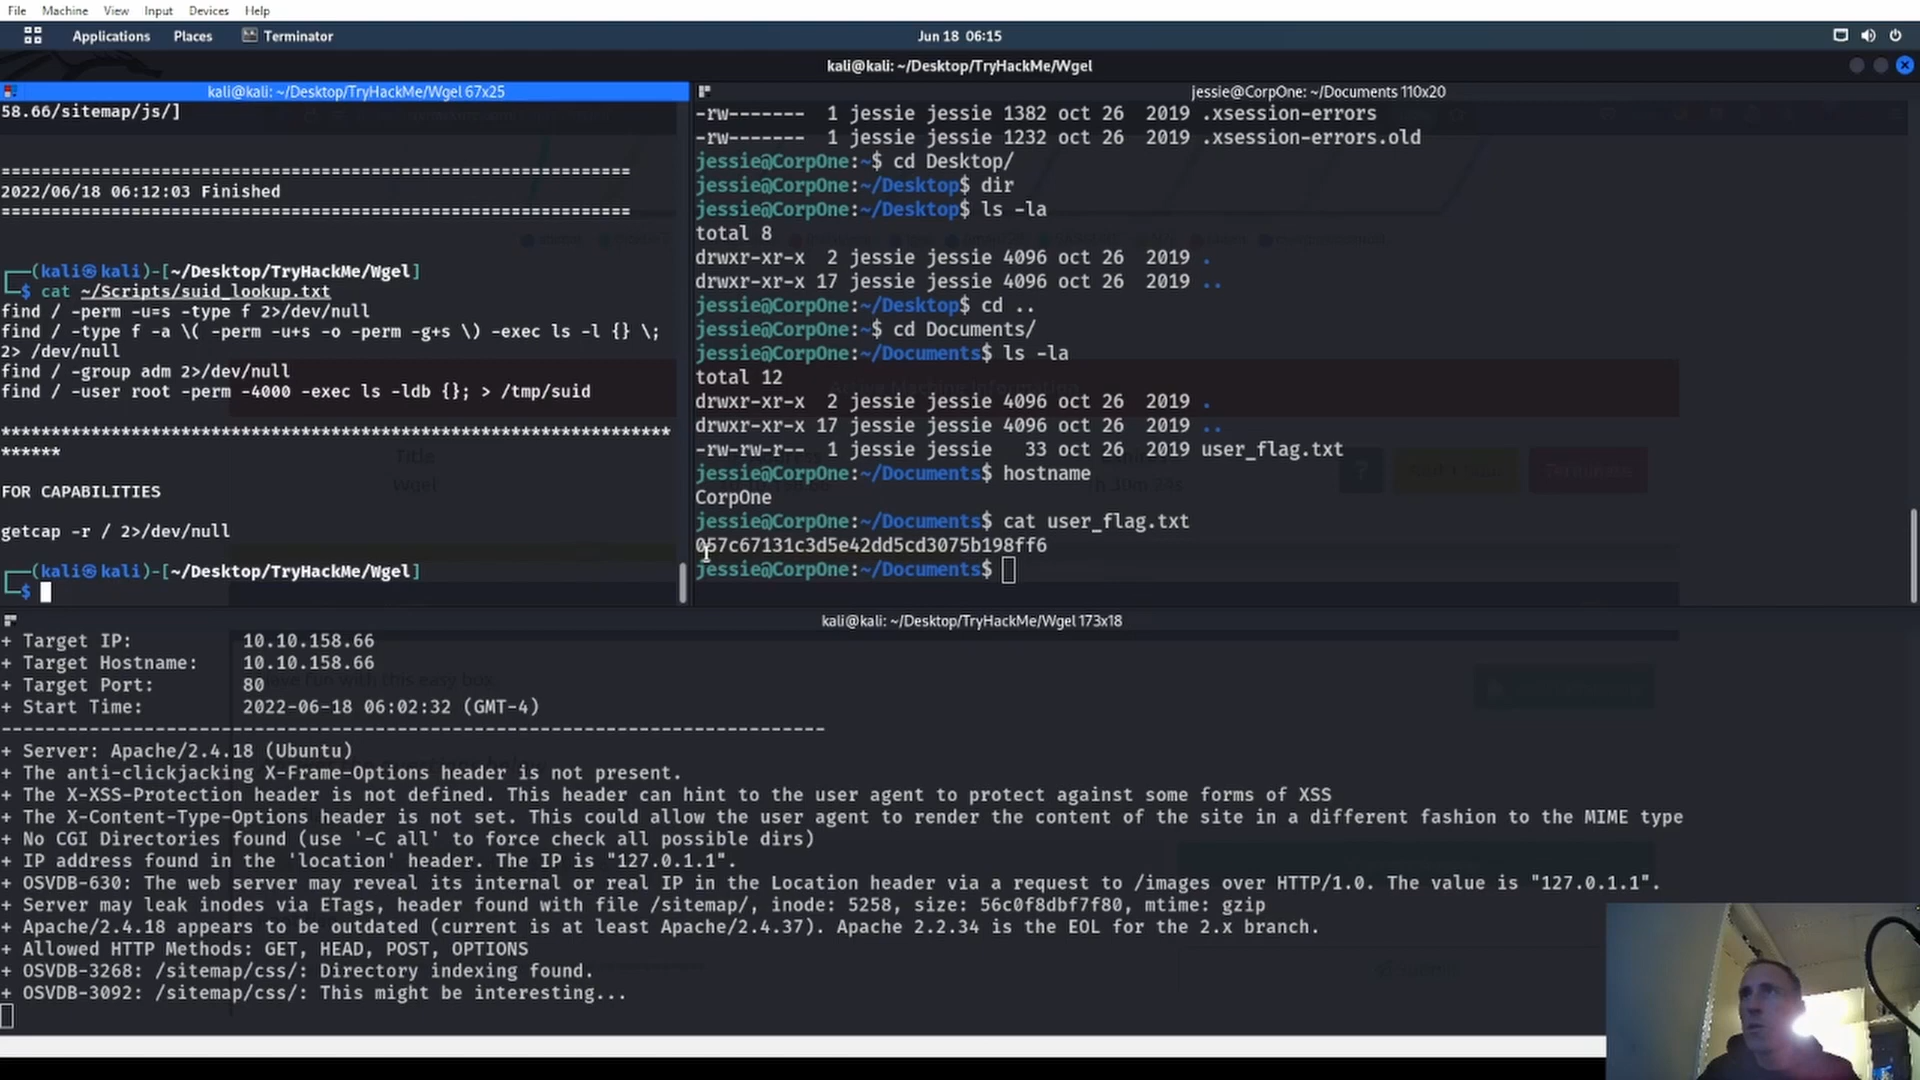 File Machine View Input Devices Help
Applications Places Terminator Jun 18 06:15
kali@kali: ~/Desktop/TryHackMe/Wgel
kali@kali: ~/Desktop/TryHackMe/Wgel 67x25
58.66/sitemap/js/]
===============================================================
2022/06/18 06:12:03 Finished
===============================================================
┌──(kali㉿kali)-[~/Desktop/TryHackMe/Wgel]
└─$ cat ~/Scripts/suid_lookup.txt
find / -perm -u=s -type f 2>/dev/null
find / -type f -a \( -perm -u+s -o -perm -g+s \) -exec ls -l {} \;
2> /dev/null
find / -group adm 2>/dev/null
find / -user root -perm -4000 -exec ls -ldb {}; > /tmp/suid
*******************************************************************
******
FOR CAPABILITIES
getcap -r / 2>/dev/null
┌──(kali㉿kali)-[~/Desktop/TryHackMe/Wgel]
└─$
jessie@CorpOne: ~/Documents 110x20
-rw------- 1 jessie jessie 1382 oct 26 2019 .xsession-errors
-rw------- 1 jessie jessie 1232 oct 26 2019 .xsession-errors.old
jessie@CorpOne:~$ cd Desktop/
jessie@CorpOne:~/Desktop$ dir
jessie@CorpOne:~/Desktop$ ls -la
total 8
drwxr-xr-x 2 jessie jessie 4096 oct 26 2019 .
drwxr-xr-x 17 jessie jessie 4096 oct 26 2019 ..
jessie@CorpOne:~/Desktop$ cd ..
jessie@CorpOne:~$ cd Documents/
jessie@CorpOne:~/Documents$ ls -la
total 12
drwxr-xr-x 2 jessie jessie 4096 oct 26 2019 .
drwxr-xr-x 17 jessie jessie 4096 oct 26 2019 ..
-rw-rw-r-- 1 jessie jessie 33 oct 26 2019 user_flag.txt
jessie@CorpOne:~/Documents$ hostname
CorpOne
jessie@CorpOne:~/Documents$ cat user_flag.txt
057c67131c3d5e42dd5cd3075b198ff6
jessie@CorpOne:~/Documents$
kali@kali: ~/Desktop/TryHackMe/Wgel 173x18
+ Target IP: 10.10.158.66
+ Target Hostname: 10.10.158.66
+ Target Port: 80
+ Start Time: 2022-06-18 06:02:32 (GMT-4)
---------------------------------------------------------------------------
+ Server: Apache/2.4.18 (Ubuntu)
+ The anti-clickjacking X-Frame-Options header is not present.
+ The X-XSS-Protection header is not defined. This header can hint to the user agent to protect against some forms of XSS
+ The X-Content-Type-Options header is not set. This could allow the user agent to render the content of the site in a different fashion to the MIME type
+ No CGI Directories found (use '-C all' to force check all possible dirs)
+ IP address found in the 'location' header. The IP is "127.0.1.1".
+ OSVDB-630: The web server may reveal its internal or real IP in the Location header via a request to /images over HTTP/1.0. The value is "127.0.1.1".
+ Server may leak inodes via ETags, header found with file /sitemap/, inode: 5258, size: 56c0f8dbf7f80, mtime: gzip
+ Apache/2.4.18 appears to be outdated (current is at least Apache/2.4.37). Apache 2.2.34 is the EOL for the 2.x branch.
+ Allowed HTTP Methods: GET, HEAD, POST, OPTIONS
+ OSVDB-3268: /sitemap/css/: Directory indexing found.
+ OSVDB-3092: /sitemap/css/: This might be interesting...
Active Machine Information
Title
Wgel
Terminate
have fun with this easy box.